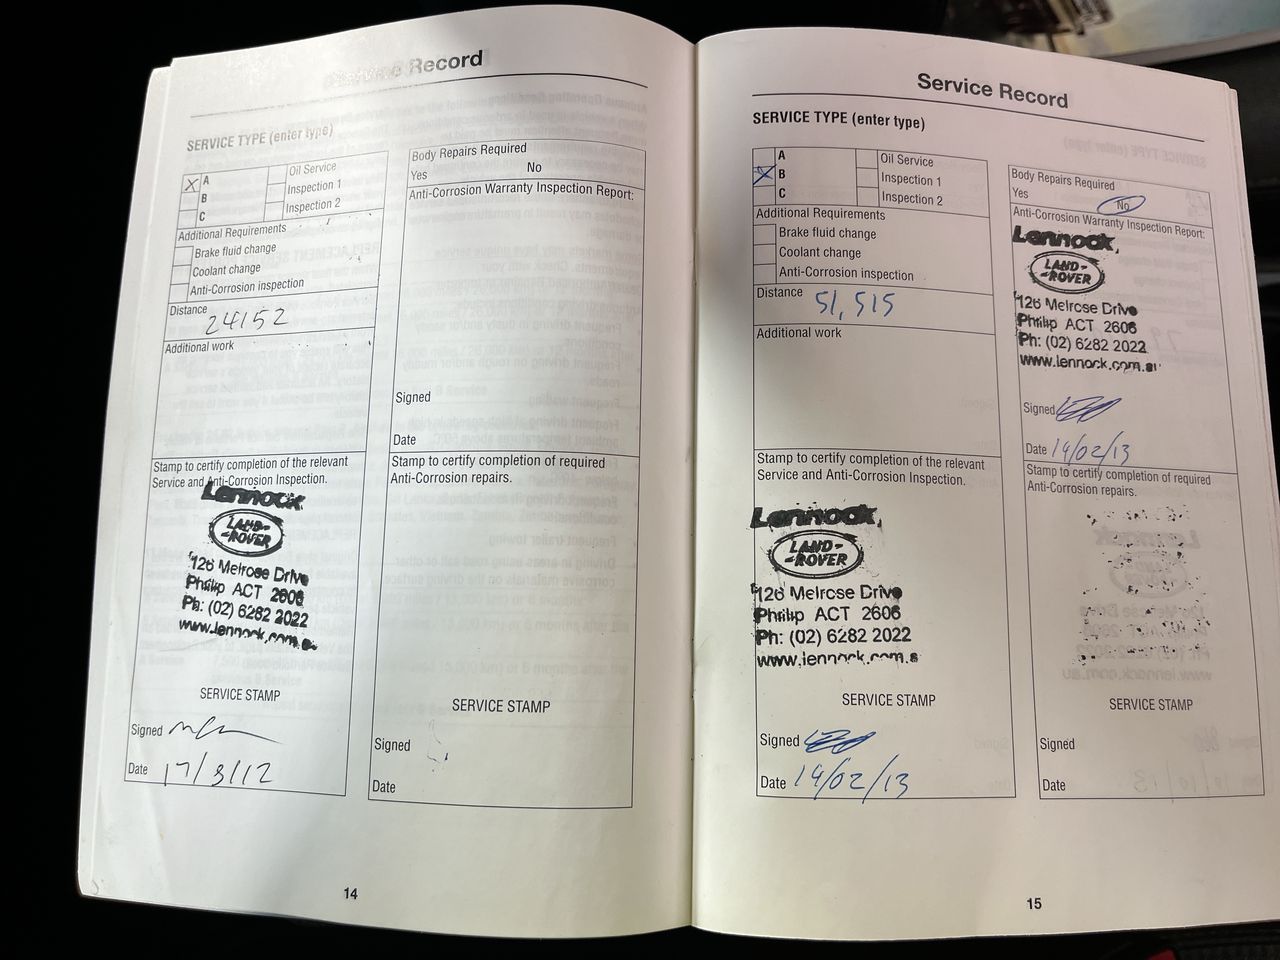 Service Record
SERVICE TYPE (enter type)
X A
B
C
Oil Service
Inspection 1
Inspection 2
Additional Requirements
Brake fluid change
Coolant change
Anti-Corrosion inspection
Distance
24152
Additional work
Stamp to certify completion of the relevant
Service and Anti-Corrosion Inspection.
Lennock
LAND-
-ROVER
126 Melrose Drive
Phillip ACT 2606
Ph: (02) 6282 2022
www.lennock.com.a
SERVICE STAMP
Signed
Date 17/8/12
Body Repairs Required
Yes No
Anti-Corrosion Warranty Inspection Report:
Signed
Date
Stamp to certify completion of required
Anti-Corrosion repairs.
SERVICE STAMP
Signed
Date
14
Service Record
SERVICE TYPE (enter type)
A
X B
C
Oil Service
Inspection 1
Inspection 2
Additional Requirements
Brake fluid change
Coolant change
Anti-Corrosion inspection
Distance
51,515
Additional work
Stamp to certify completion of the relevant
Service and Anti-Corrosion Inspection.
Lennock
LAND-
-ROVER
126 Melrose Drive
Phillip ACT 2606
Ph: (02) 6282 2022
www.lennock.com.a
SERVICE STAMP
Signed
Date 14/02/13
Body Repairs Required
Yes No
Anti-Corrosion Warranty Inspection Report:
Lennock
LAND-
-ROVER
126 Melrose Drive
Phillip ACT 2606
Ph: (02) 6282 2022
www.lennock.com.au
Signed
Date 14/02/13
Stamp to certify completion of required
Anti-Corrosion repairs.
SERVICE STAMP
Signed
Date
15